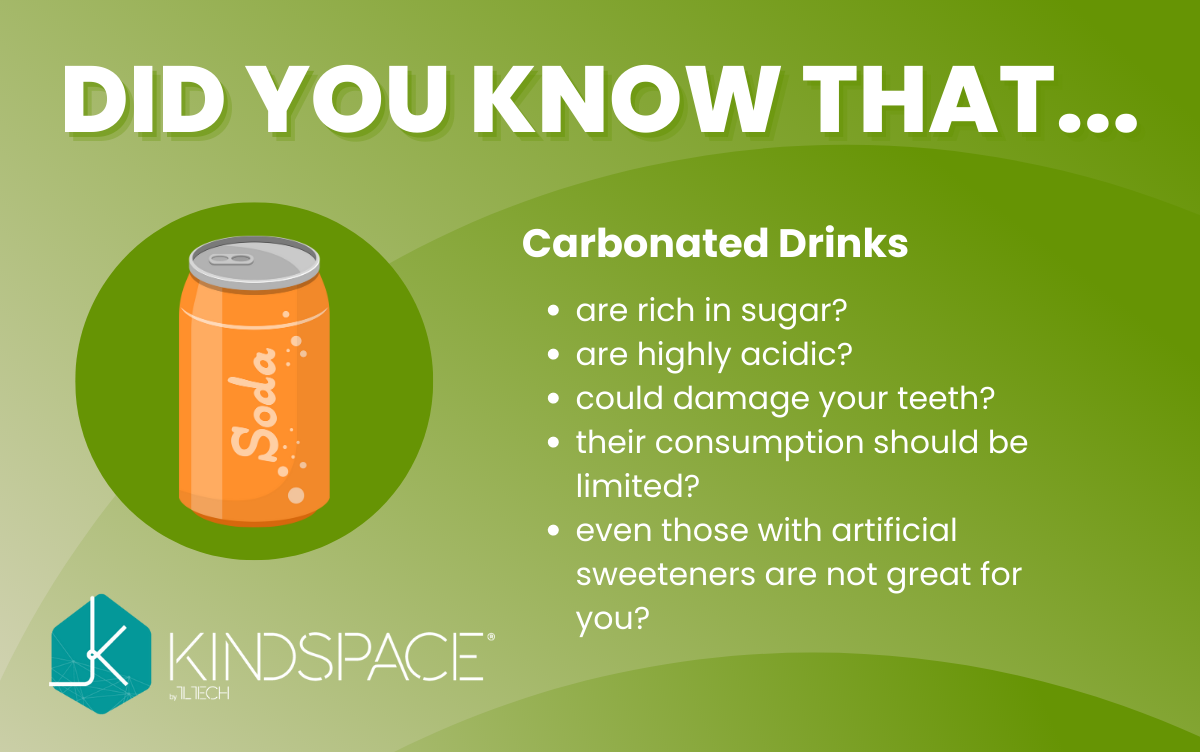 DID YOU KNOW THAT...
Carbonated Drinks
are rich in sugar?
are highly acidic?
could damage your teeth?
their consumption should be
limited?
even those with artificial
sweeteners are not great for
you?
Soda
KINDSPACE®
by TLTECH